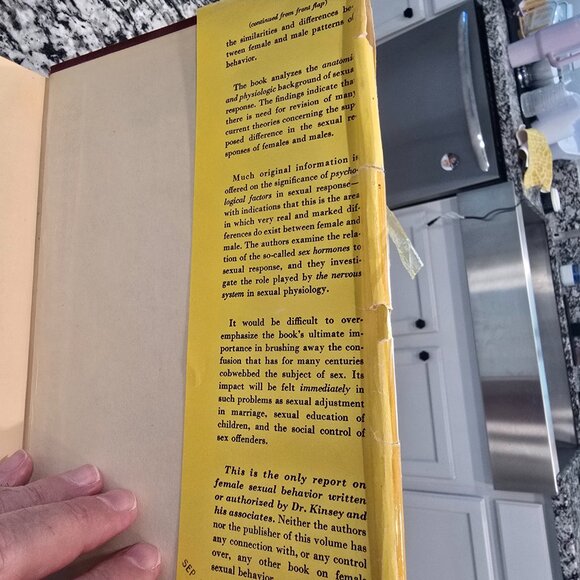 (continued from front flap)
the similarities and differences be-
tween female and male patterns of
behavior.
The book analyzes the anatomic
and physiologic background of sexual
response. The findings indicate that
there is need for revision of many
current theories concerning the sup-
posed difference in the sexual re-
sponses of females and males.
Much original information is
offered on the significance of psycho-
logical factors in sexual response—
with indications that this is the area
in which very real and marked dif-
ferences do exist between female and
male. The authors examine the rela-
tion of the so-called sex hormones to
sexual response, and they investi-
gate the role played by the nervous
system in sexual physiology.
It would be difficult to over-
emphasize the book's ultimate im-
portance in brushing away the con-
fusion that has for many centuries
cobwebbed the subject of sex. Its
impact will be felt immediately in
such problems as sexual adjustment
in marriage, sexual education of
children, and the social control of
sex offenders.
This is the only report on
female sexual behavior written
or authorized by Dr. Kinsey and
his associates. Neither the authors
nor the publisher of this volume has
any connection with, or any control
over, any other book on female
sexual behavior
SEP